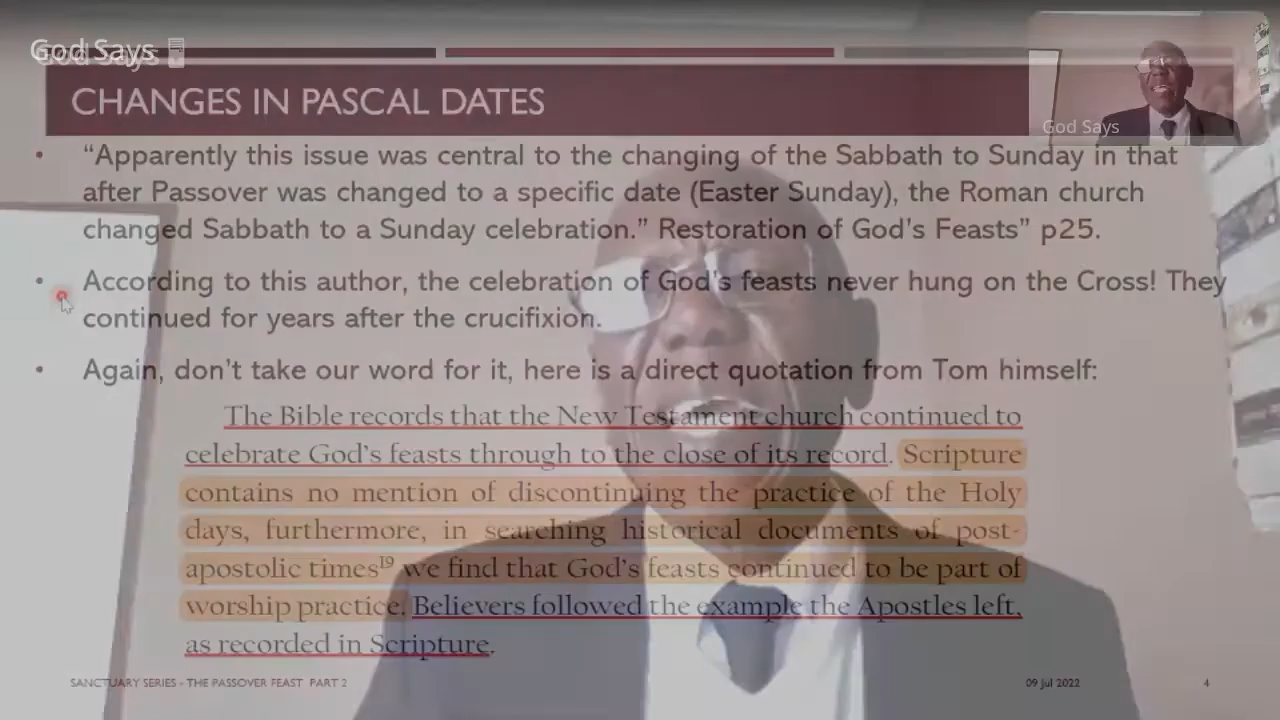 God Says
CHANGES IN PASCAL DATES
God Says
• “Apparently this issue was central to the changing of the Sabbath to Sunday in that
after Passover was changed to a specific date (Easter Sunday), the Roman church
changed Sabbath to a Sunday celebration.” Restoration of God’s Feasts” p25.
• According to this author, the celebration of God’s feasts never hung on the Cross! They
continued for years after the crucifixion.
• Again, don’t take our word for it, here is a direct quotation from Tom himself:
The Bible records that the New Testament church continued to
celebrate God’s feasts through to the close of its record. Scripture
contains no mention of discontinuing the practice of the Holy
days, furthermore, in searching historical documents of post-
apostolic times¹⁹ we find that God’s feasts continued to be part of
worship practice. Believers followed the example the Apostles left,
as recorded in Scripture.
SANCTUARY SERIES - THE PASSOVER FEAST PART 2
09 Jul 2022
4